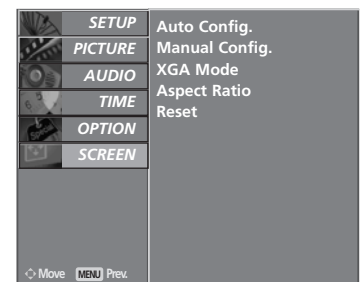 SETUP
PICTURE
AUDIO
TIME
OPTION
SCREEN
Auto Config.
Manual Config.
XGA Mode
Aspect Ratio
Reset
Move MENU Prev.